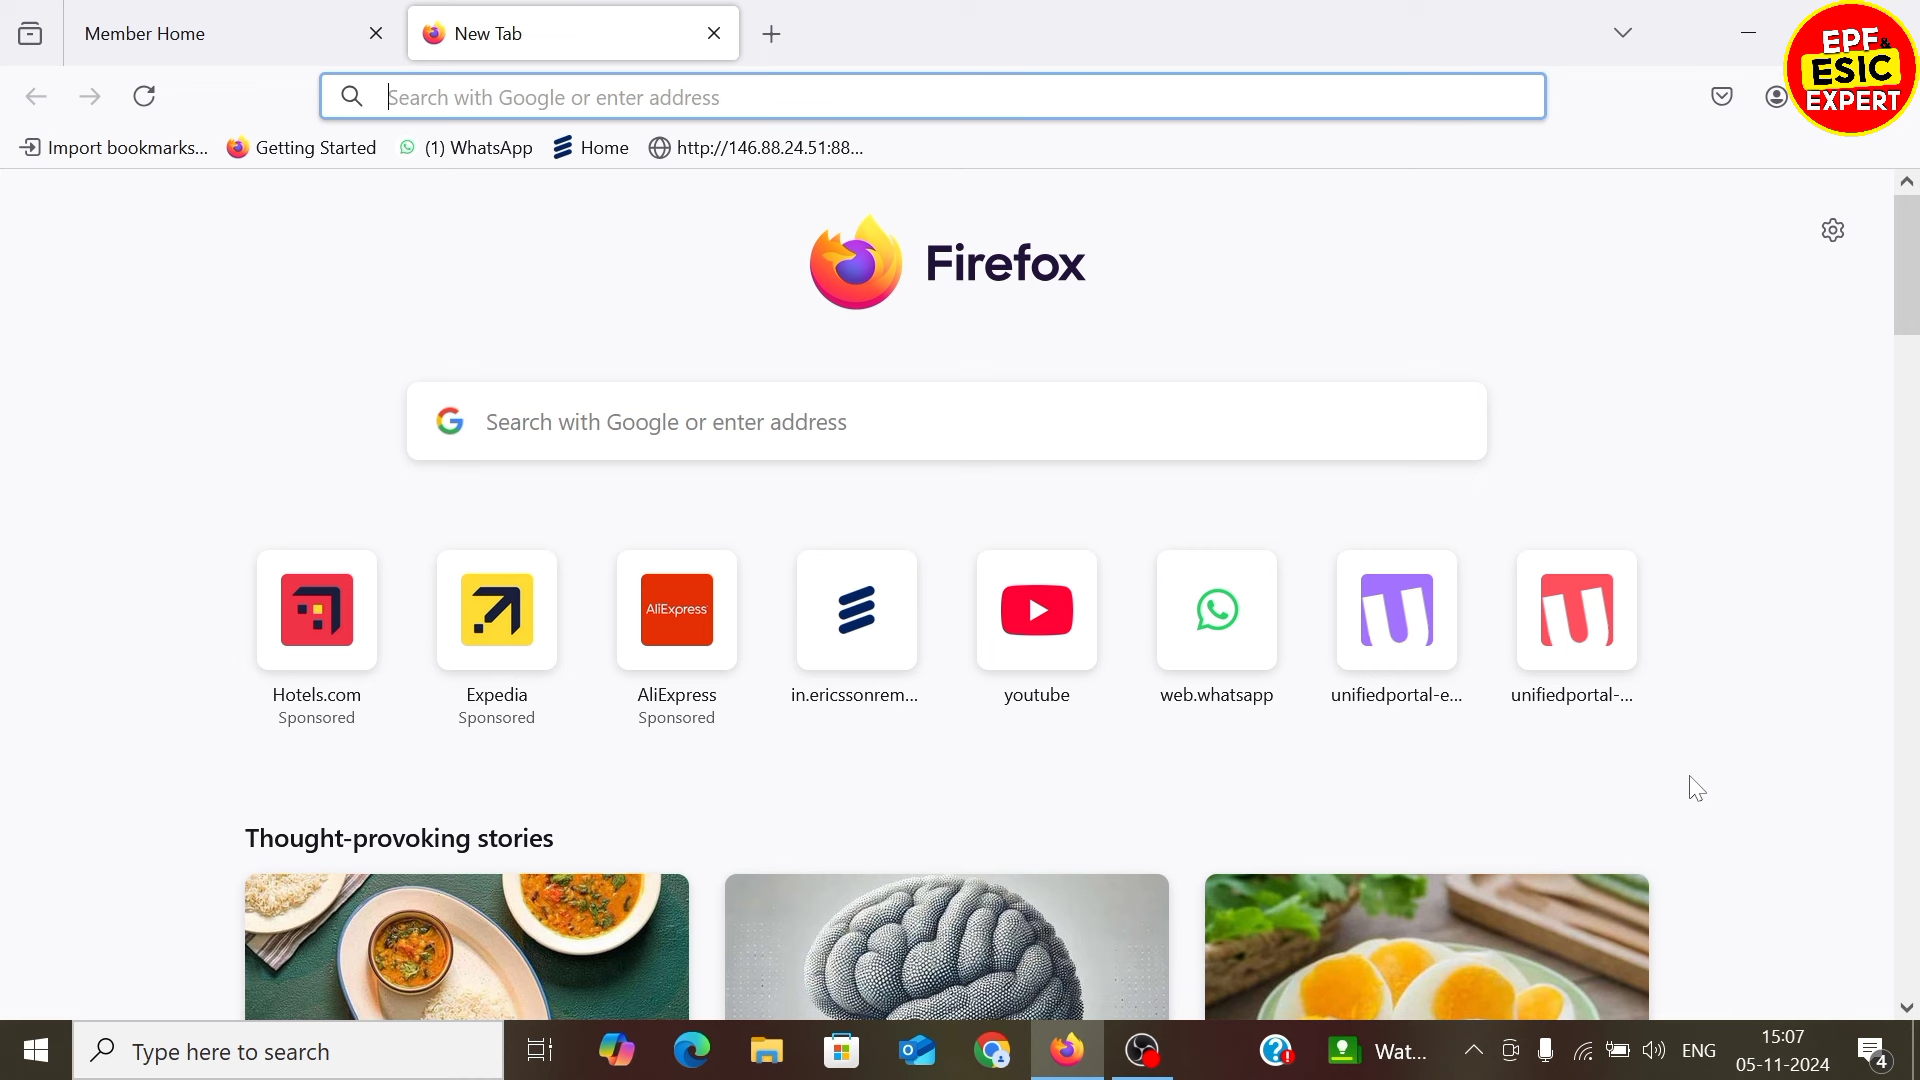 Member Home
New Tab
EPF &
ESIC
EXPERT
Search with Google or enter address
Import bookmarks...
Getting Started
(1) WhatsApp
Home
http://146.88.24.51:88...
Firefox
Search with Google or enter address
AliExpress
Hotels.com
Sponsored
Expedia
Sponsored
AliExpress
Sponsored
in.ericssonrem...
youtube
web.whatsapp
unifiedportal-e...
unifiedportal-...
Thought-provoking stories
Type here to search
Wat...
ENG
15:07
05-11-2024
4